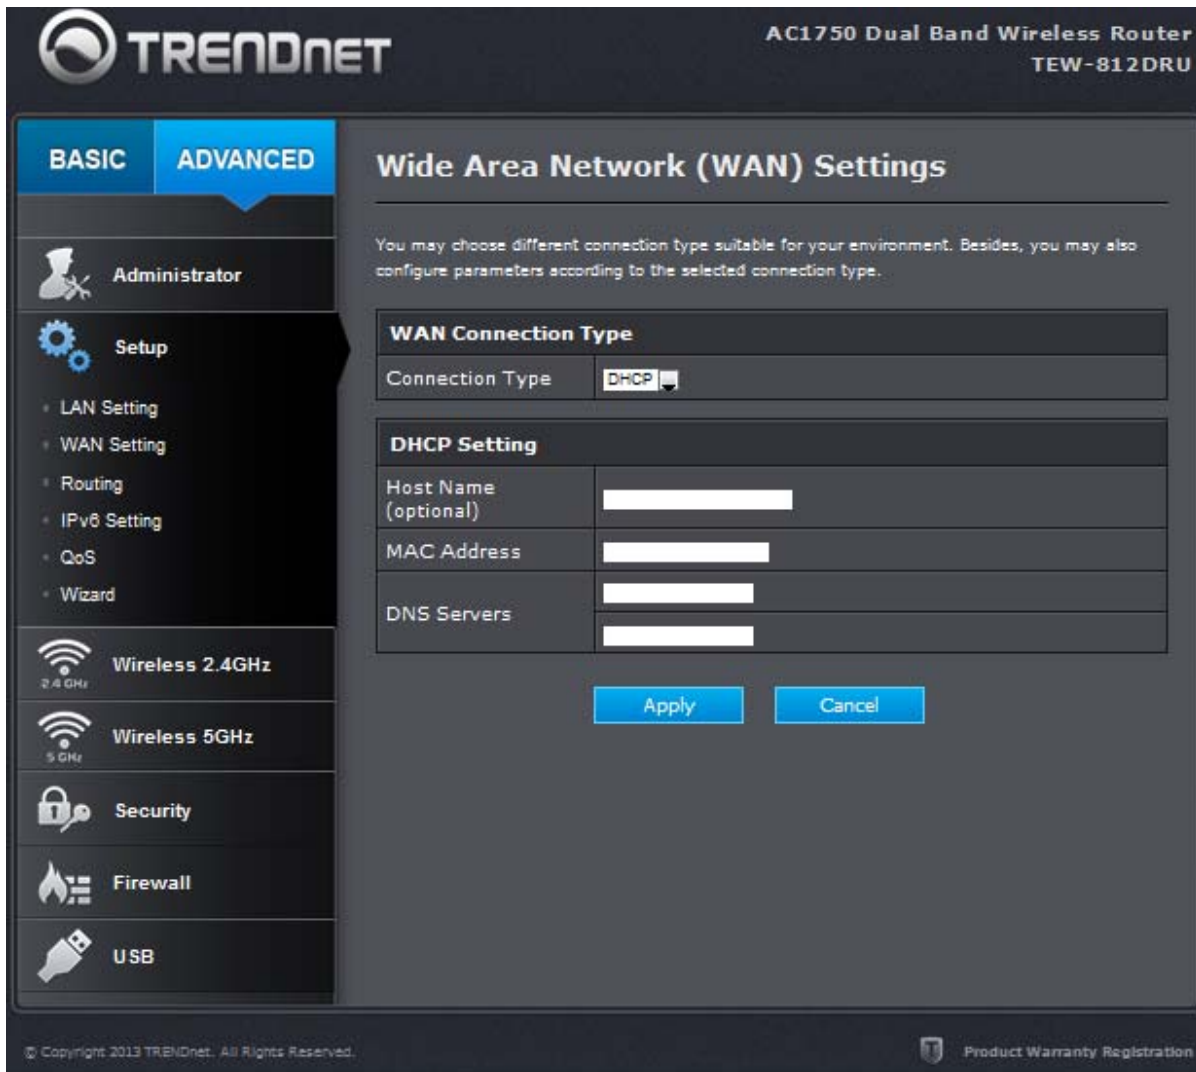 TRENDNET
AC1750 Dual Band Wireless Router
TEW-812DRU
BASIC
ADVANCED
Administrator
Setup
LAN Setting
WAN Setting
Routing
IPv6 Setting
QoS
Wizard
2.4 GHz
Wireless 2.4GHz
5 GHz
Wireless 5GHz
Security
Firewall
USB
Wide Area Network (WAN) Settings
You may choose different connection type suitable for your environment. Besides, you may also
configure parameters according to the selected connection type.
WAN Connection Type
Connection Type
DHCP
DHCP Setting
Host Name
(optional)
MAC Address
DNS Servers
Apply
Cancel
© Copyright 2013 TRENDnet. All Rights Reserved.
Product Warranty Registration